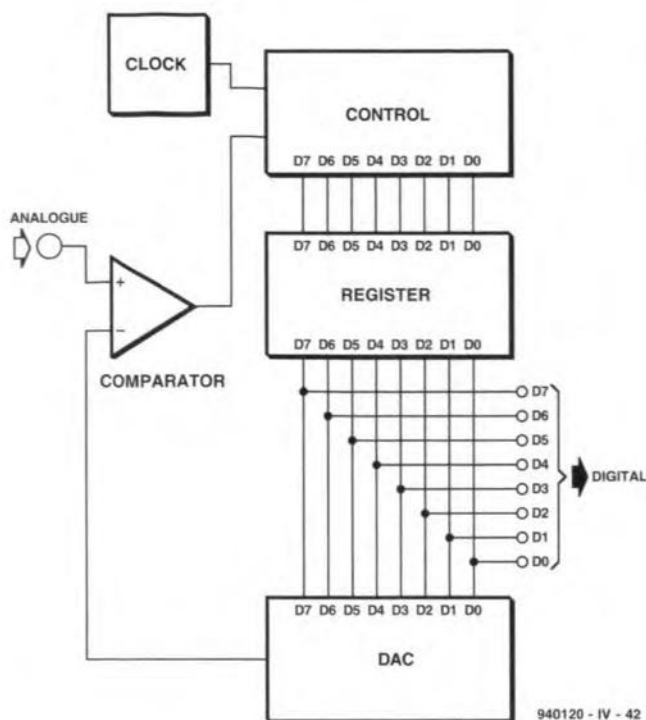 CLOCK
CONTROL
D7 D6 D5 D4 D3 D2 D1 D0
ANALOGUE
D7 D6 D5 D4 D3 D2 D1 D0
+
REGISTER
−
D7 D6 D5 D4 D3 D2 D1 D0
COMPARATOR
D7
D6
D5
D4
DIGITAL
D3
D2
D1
D0
D7 D6 D5 D4 D3 D2 D1 D0
DAC
940120 - IV - 42